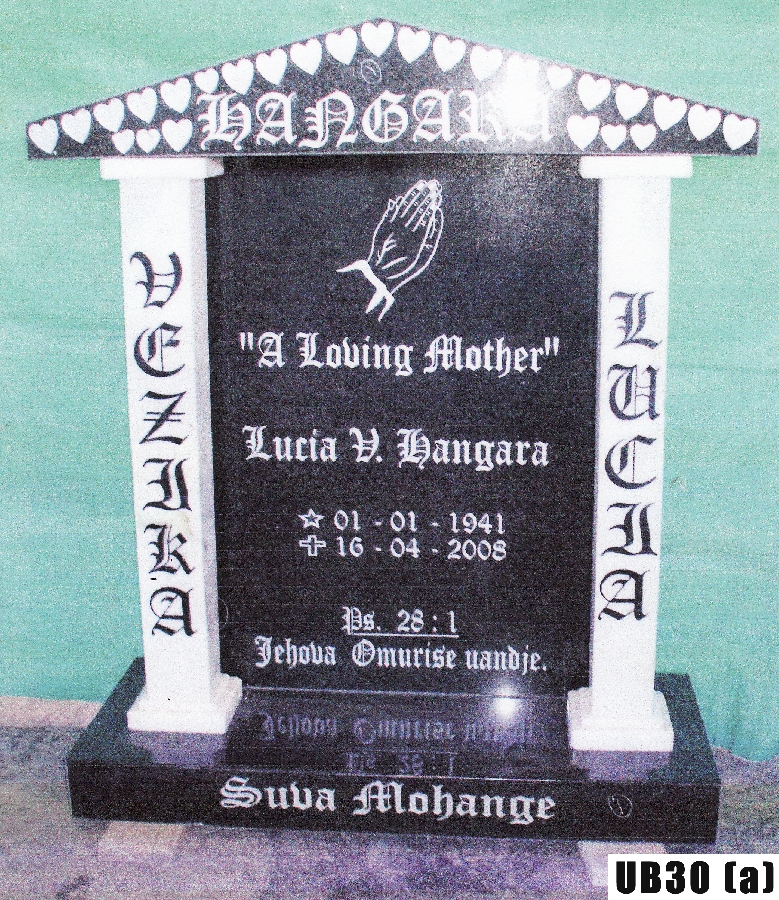 HANGARA
VEZIKA
LUCIA
"A Loving Mother"
Lucia V. Hangara
01 - 01 - 1941
16 - 04 - 2008
Ps. 28 : 1
Jehova Omurise uandje.
Suva Mohange
UB30 (a)